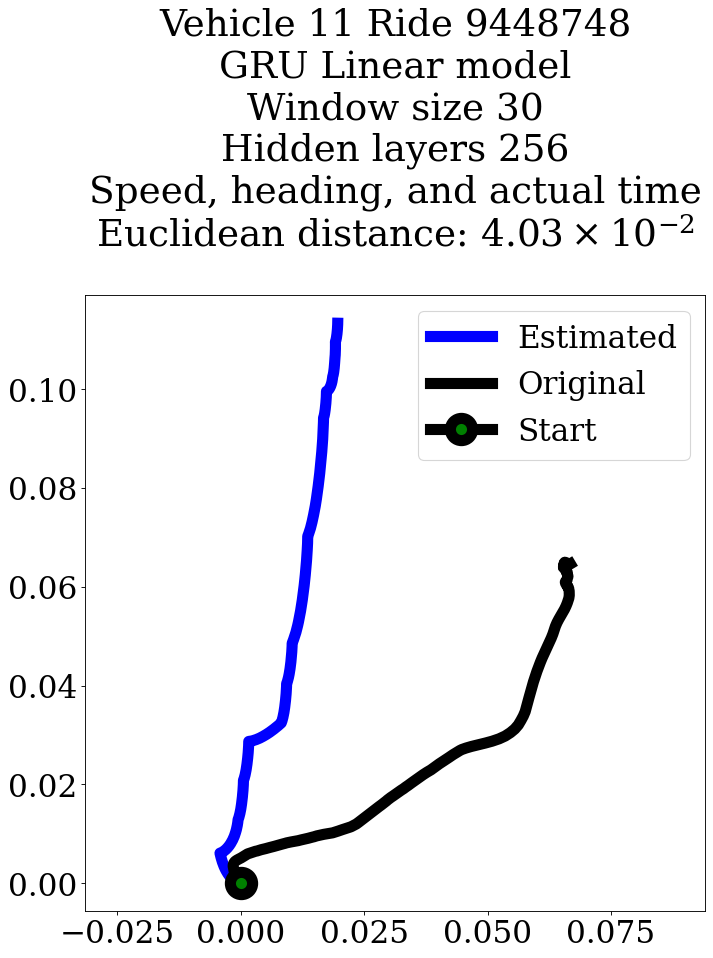 Vehicle 11 Ride 9448748
GRU Linear model
Window size 30
Hidden layers 256
Speed, heading, and actual time
Euclidean distance: 4.03 × 10⁻²
Estimated
Original
Start
0.10
0.08
0.06
0.04
0.02
0.00
−0.025 0.000 0.025 0.050 0.075